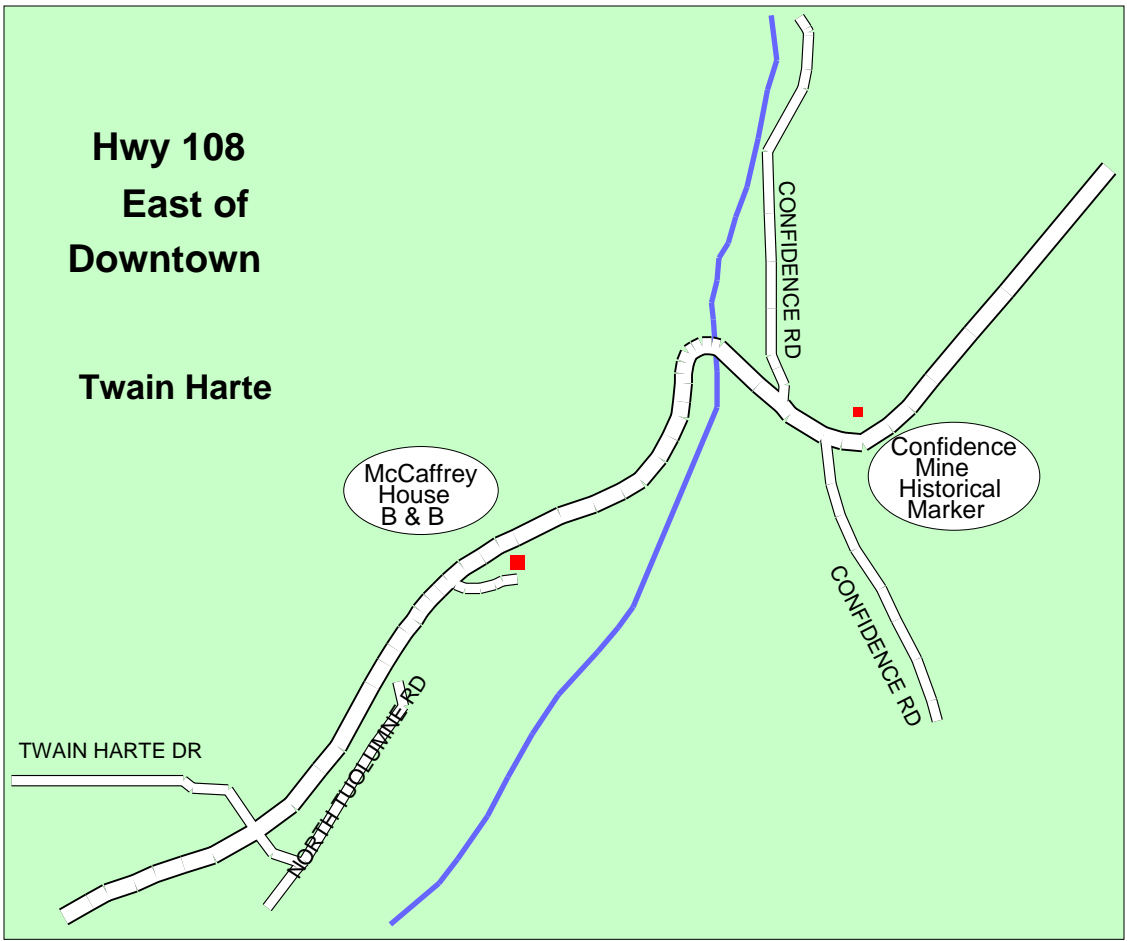 Hwy 108
East of
Downtown
Twain Harte
CONFIDENCE RD
McCaffrey
House
B & B
Confidence
Mine
Historical
Marker
CONFIDENCE RD
NORTH TUOLUMNE RD
TWAIN HARTE DR